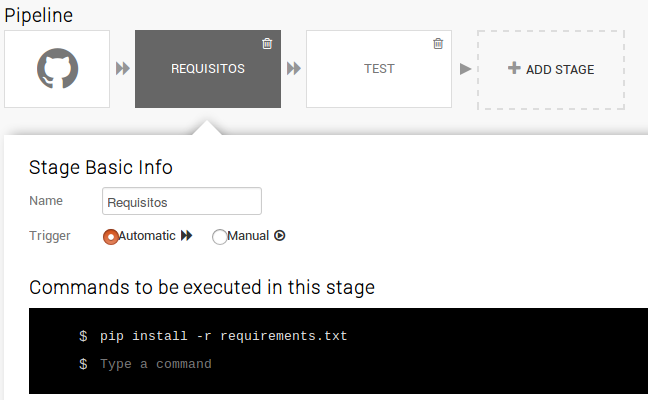 Pipeline
REQUISITOS
TEST
ADD STAGE
Stage Basic Info
Name Requisitos
Trigger Automatic Manual
Commands to be executed in this stage
$ pip install -r requirements.txt
$ Type a command